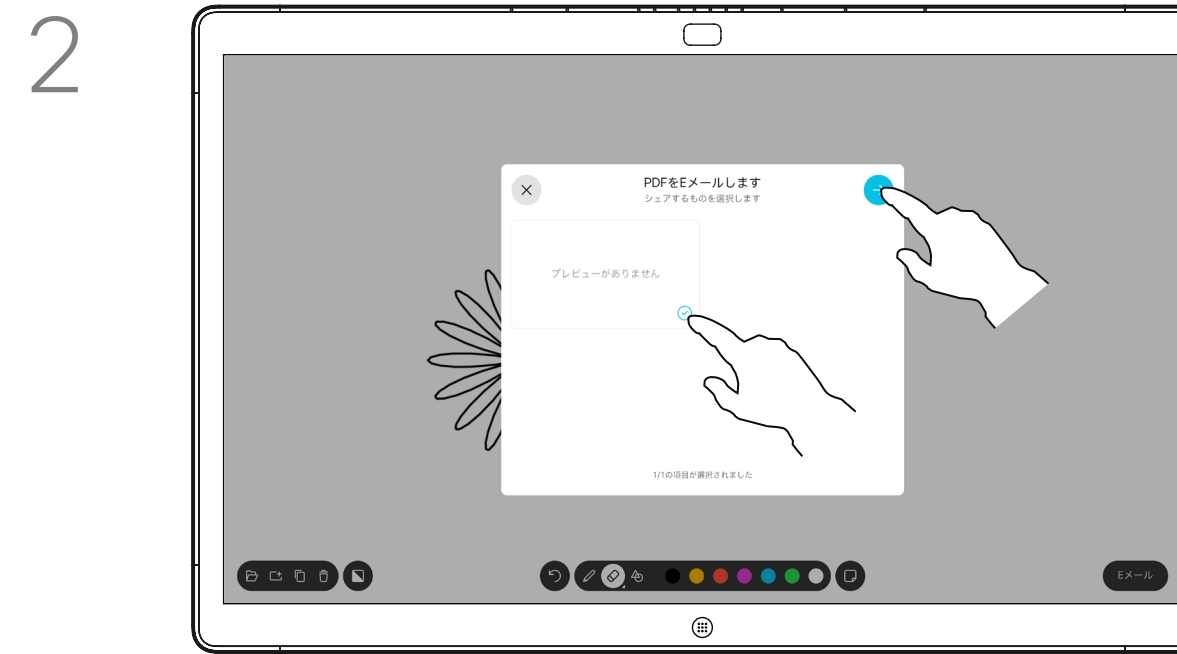 2
PDFをEメールします
シェアするものを選択します
プレビューがありません
1/1の項目が選択されました
Eメール